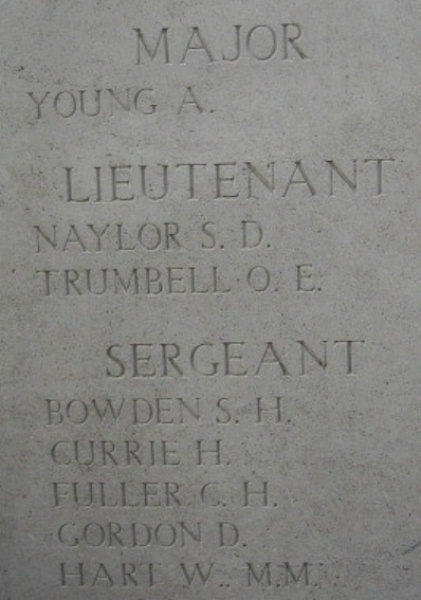 MAJOR
YOUNG A.
LIEUTENANT
NAYLOR S. D.
TRUMBELL O. E.
SERGEANT
BOWDEN S. H.
CURRIE H.
FULLER C. H.
GORDON D.
HART W., M.M.